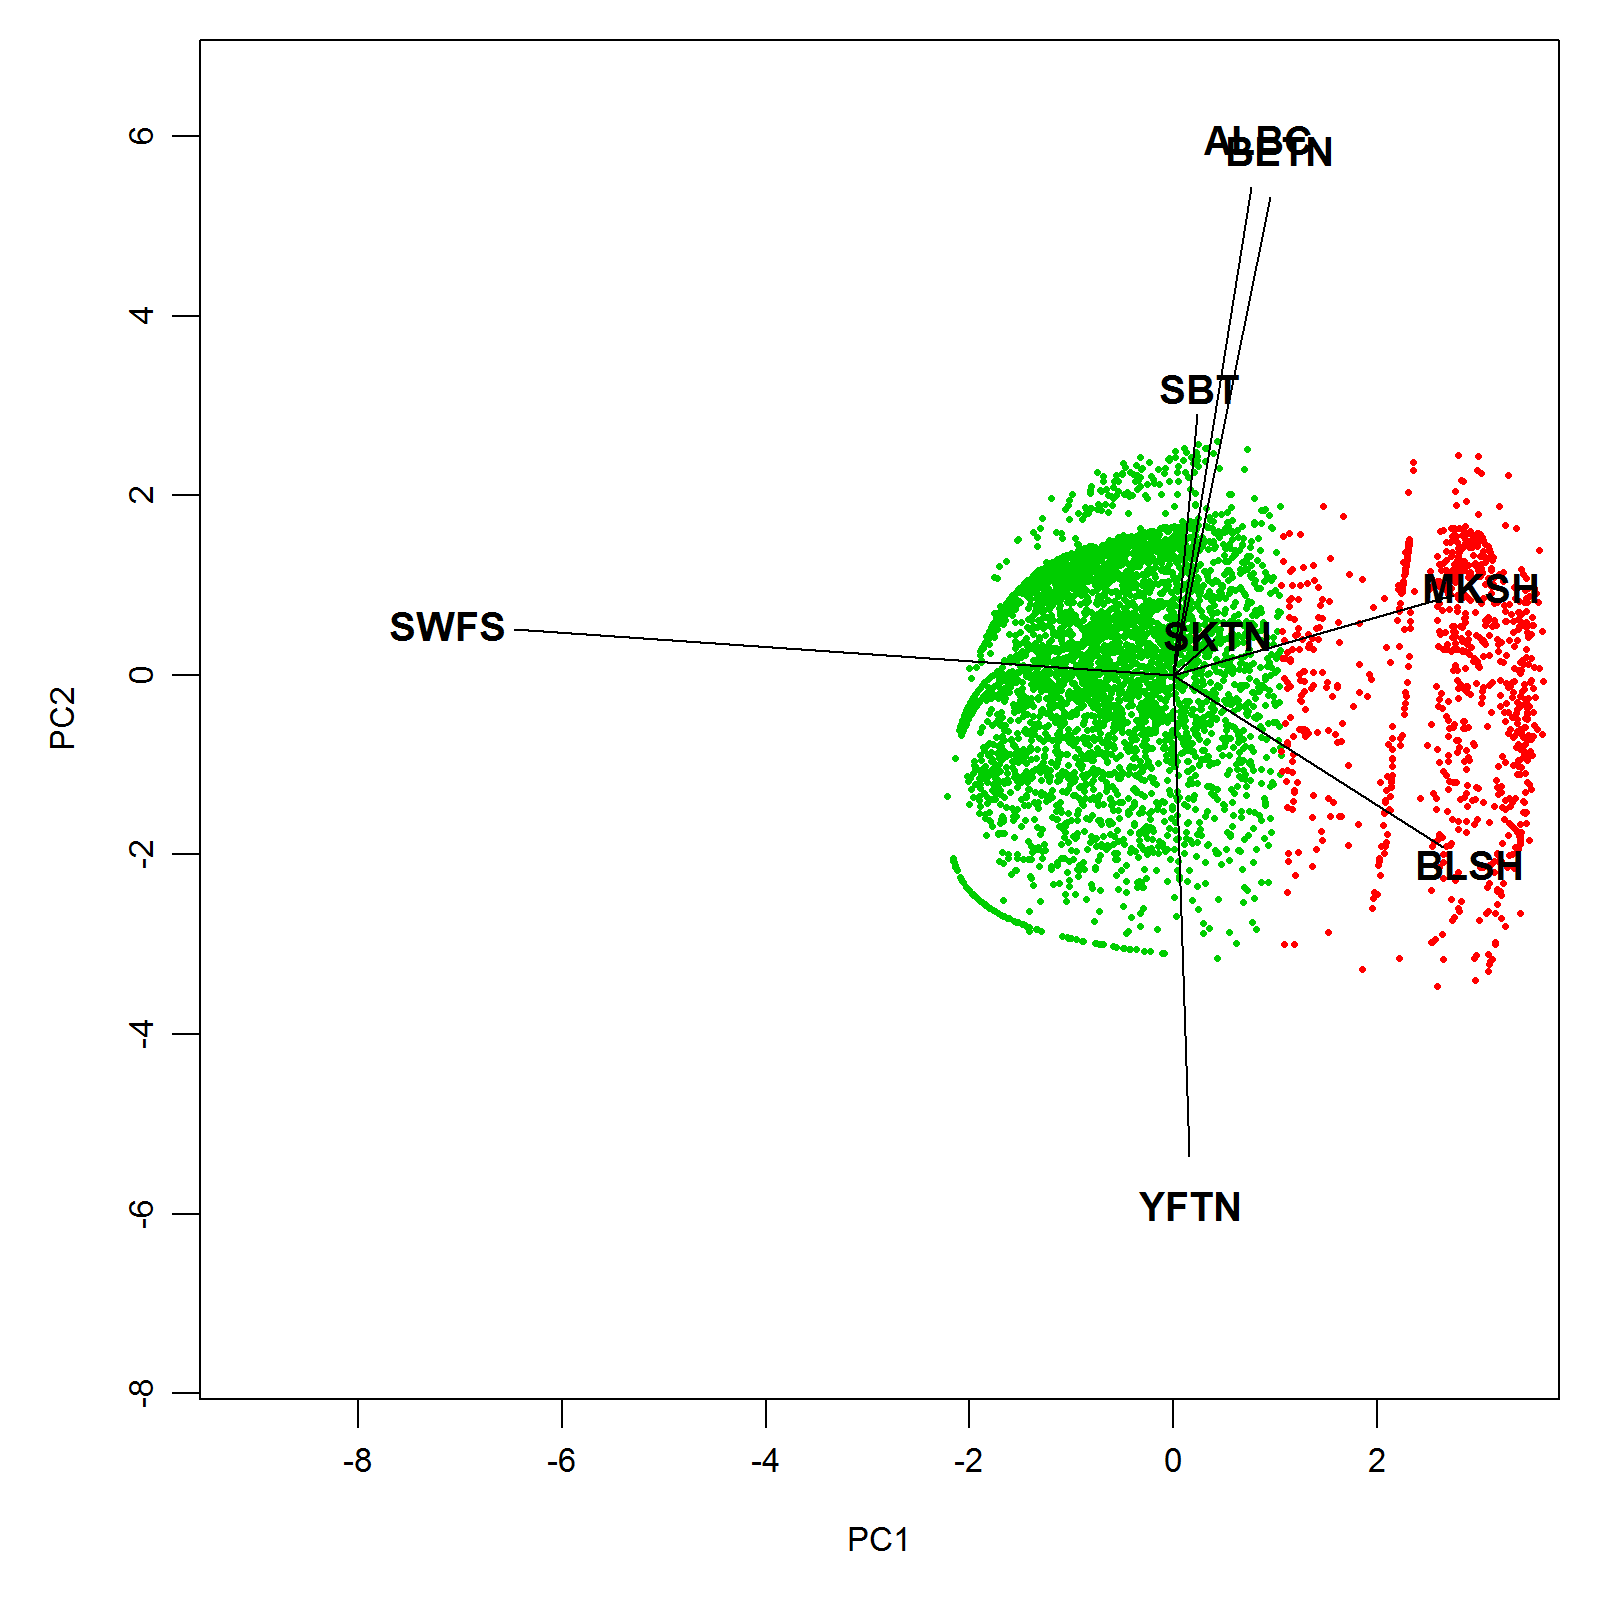 PC2
6
4
2
0
-2
-4
-6
-8
ALBC
BETN
SBT
MKSH
SWFS
SKTN
BLSH
YFTN
-8 -6 -4 -2 0 2
PC1